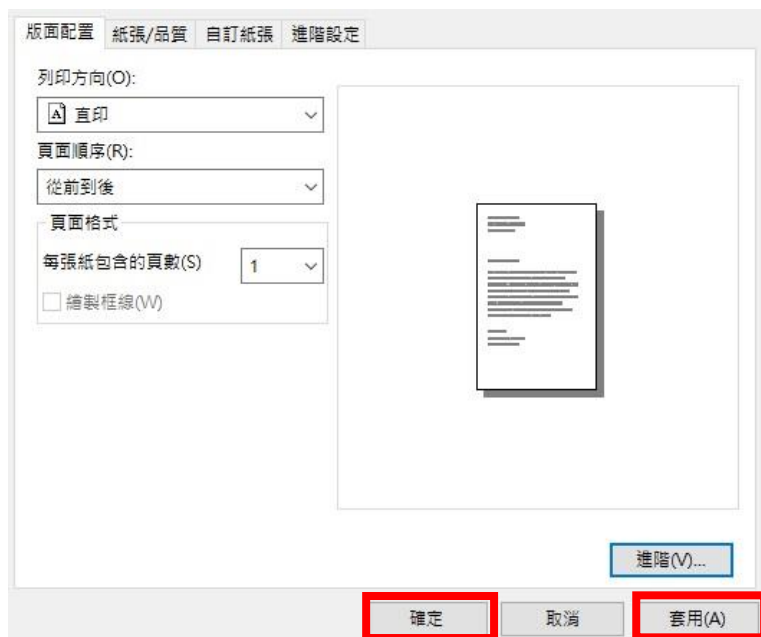 版面配置 紙張/品質 自訂紙張 進階設定
列印方向(O):
直印
頁面順序(R):
從前到後
頁面格式
每張紙包含的頁數(S) 1
繪製框線(W)
進階(V)...
確定 取消 套用(A)